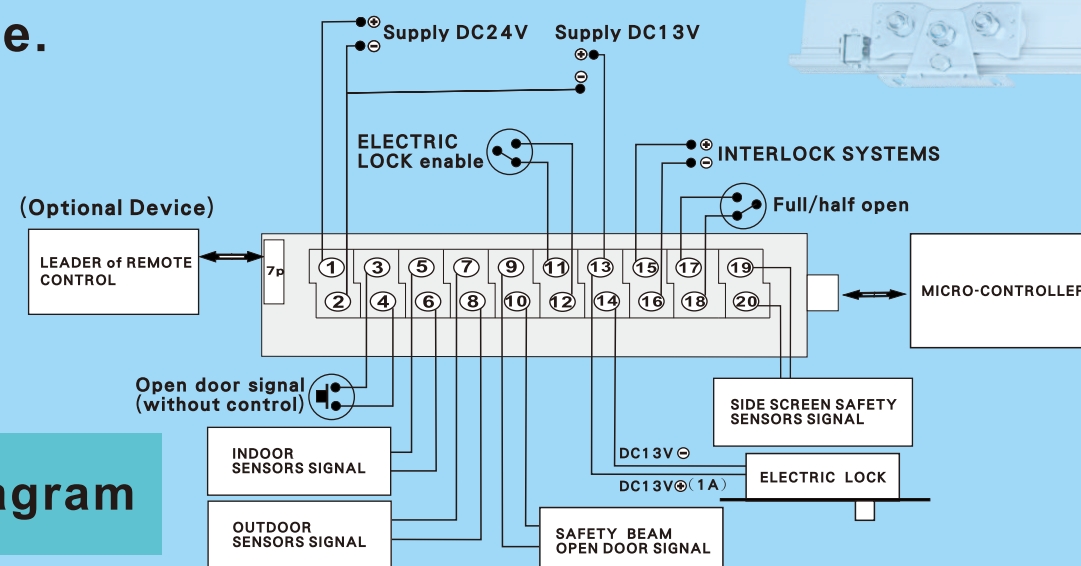 e.
Supply DC24V
Supply DC13V
⊕
⊖
⊕
⊖
ELECTRIC
LOCK enable
⊕
⊖
INTERLOCK SYSTEMS
Full/half open
(Optional Device)
LEADER of REMOTE
CONTROL
7p
1 3 5 7 9 11 13 15 17 19
2 4 6 8 10 12 14 16 18 20
MICRO-CONTROLLER
Open door signal
(without control)
SIDE SCREEN SAFETY
SENSORS SIGNAL
INDOOR
SENSORS SIGNAL
DC13V⊖
DC13V⊕(1A)
ELECTRIC LOCK
agram
OUTDOOR
SENSORS SIGNAL
SAFETY BEAM
OPEN DOOR SIGNAL